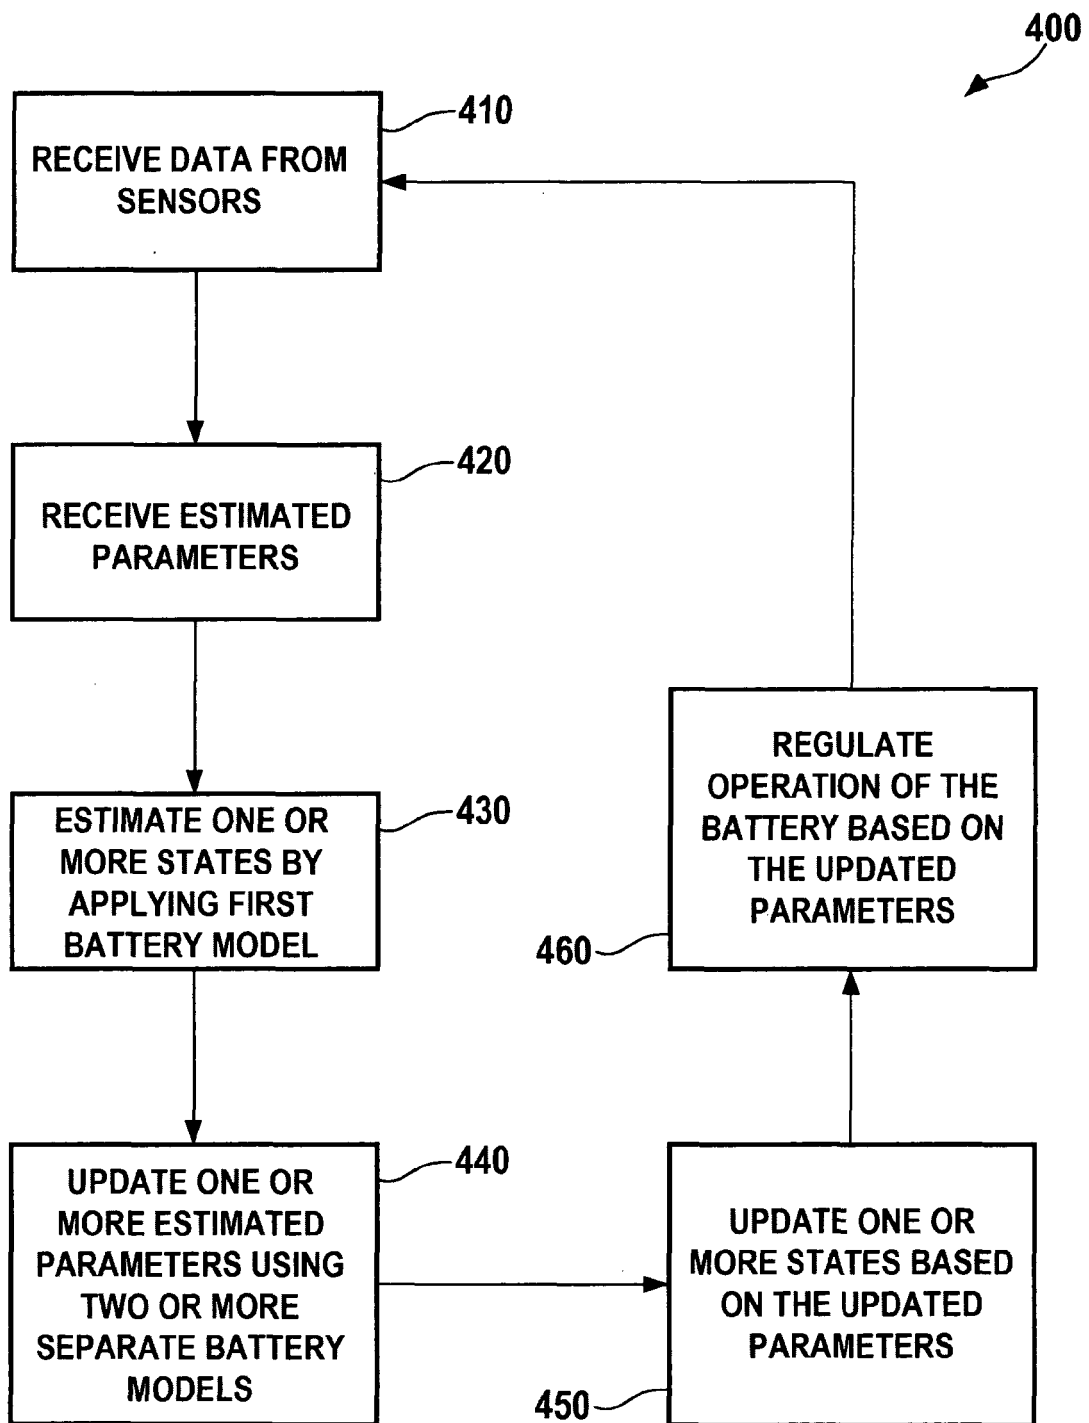 400
410
RECEIVE DATA FROM
SENSORS
420
RECEIVE ESTIMATED
PARAMETERS
430
ESTIMATE ONE OR
MORE STATES BY
APPLYING FIRST
BATTERY MODEL
440
UPDATE ONE OR
MORE ESTIMATED
PARAMETERS USING
TWO OR MORE
SEPARATE BATTERY
MODELS
450
UPDATE ONE OR
MORE STATES BASED
ON THE UPDATED
PARAMETERS
460
REGULATE
OPERATION OF THE
BATTERY BASED ON
THE UPDATED
PARAMETERS